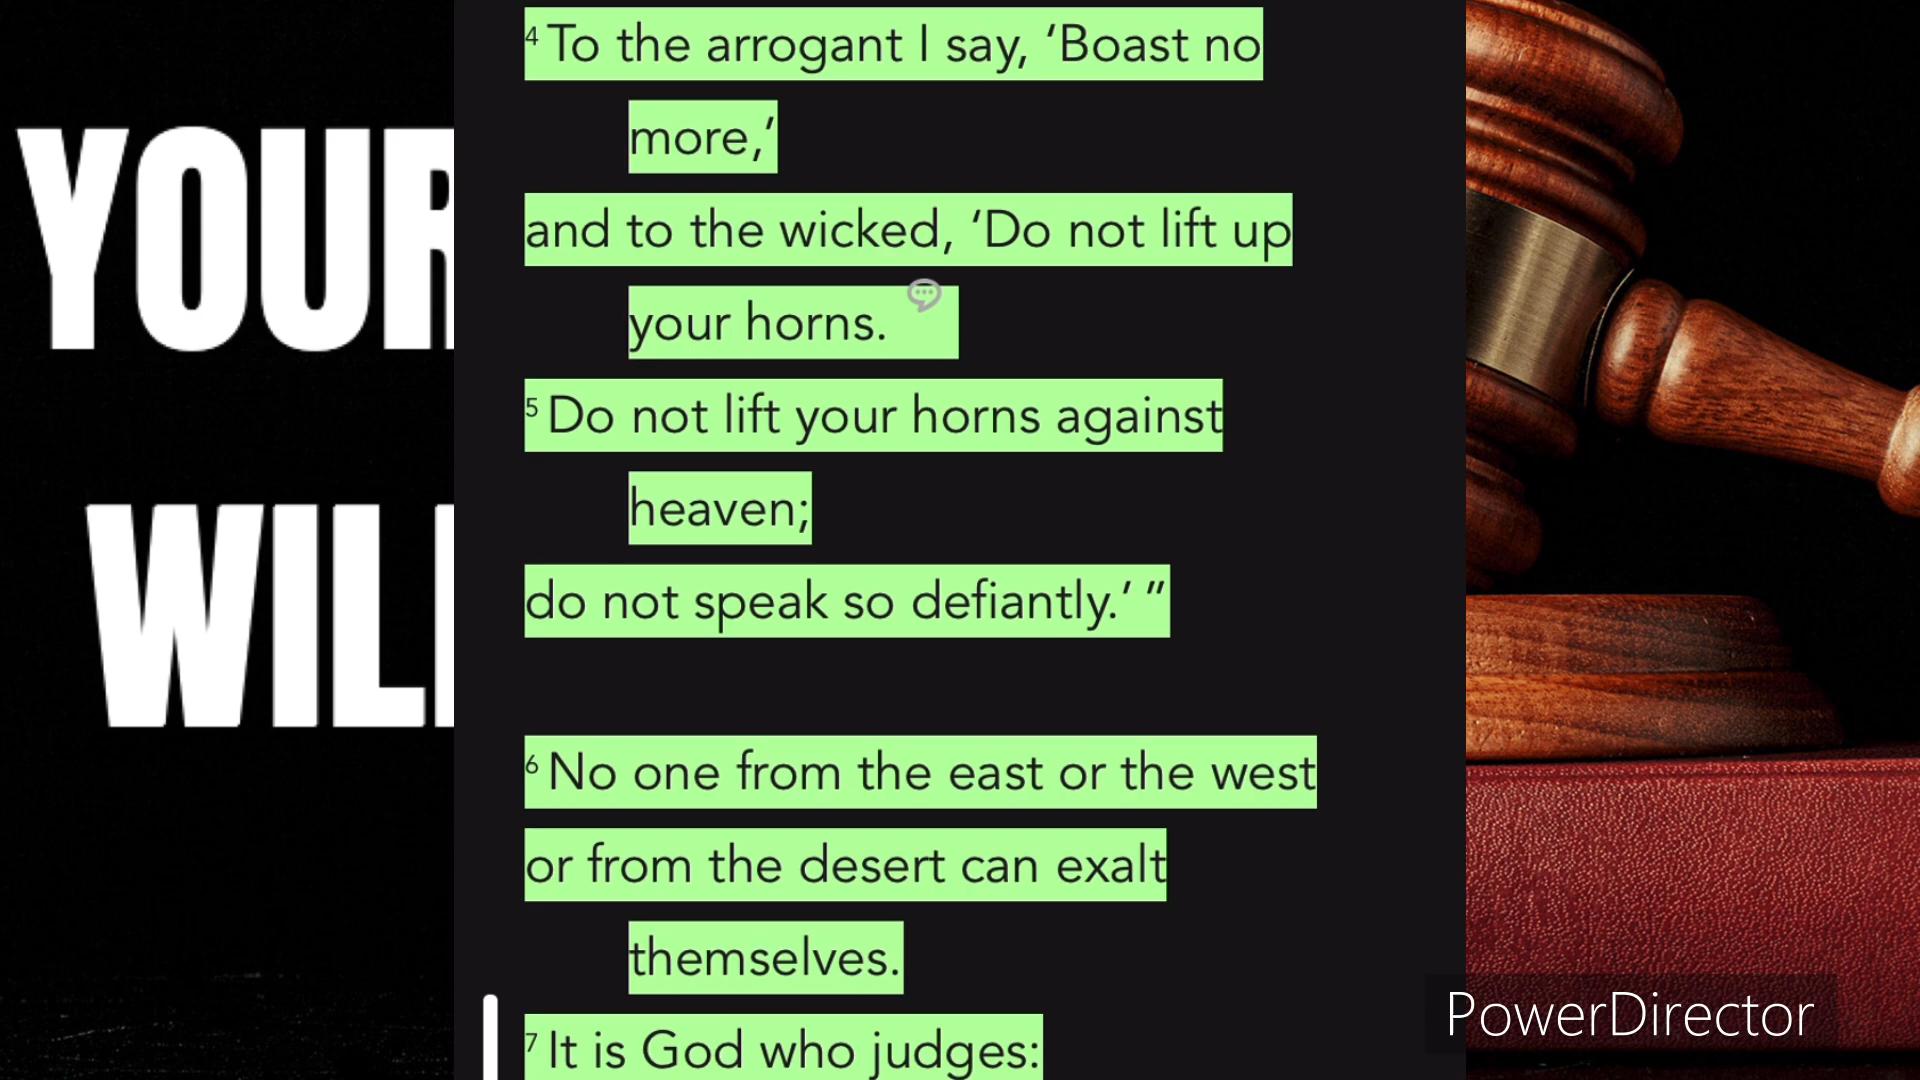 YOUR
WILL
4 To the arrogant I say, ‘Boast no
more,’
and to the wicked, ‘Do not lift up
your horns.
5 Do not lift your horns against
heaven;
do not speak so defiantly.’ ”
6 No one from the east or the west
or from the desert can exalt
themselves.
7 It is God who judges:
PowerDirector